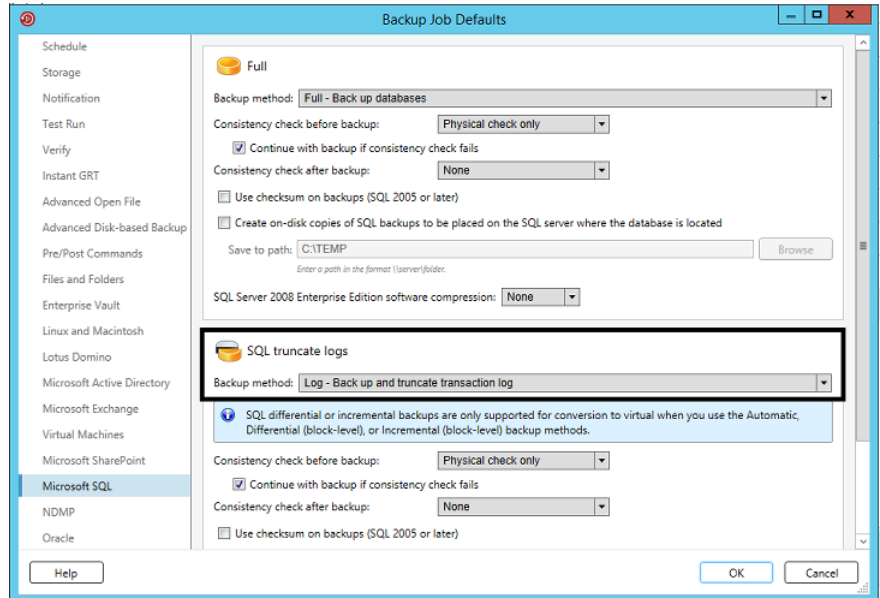 Backup Job Defaults
Schedule
Storage
Notification
Test Run
Verify
Instant GRT
Advanced Open File
Advanced Disk-based Backup
Pre/Post Commands
Files and Folders
Enterprise Vault
Linux and Macintosh
Lotus Domino
Microsoft Active Directory
Microsoft Exchange
Virtual Machines
Microsoft SharePoint
Microsoft SQL
NDMP
Oracle
Full
Backup method: Full - Back up databases
Consistency check before backup: Physical check only
Continue with backup if consistency check fails
Consistency check after backup: None
Use checksum on backups (SQL 2005 or later)
Create on-disk copies of SQL backups to be placed on the SQL server where the database is located
Save to path: C:\TEMP Browse
Enter a path in the format \\server\folder.
SQL Server 2008 Enterprise Edition software compression: None
SQL truncate logs
Backup method: Log - Back up and truncate transaction log
SQL differential or incremental backups are only supported for conversion to virtual when you use the Automatic,
Differential (block-level), or Incremental (block-level) backup methods.
Consistency check before backup: Physical check only
Continue with backup if consistency check fails
Consistency check after backup: None
Use checksum on backups (SQL 2005 or later)
Help OK Cancel